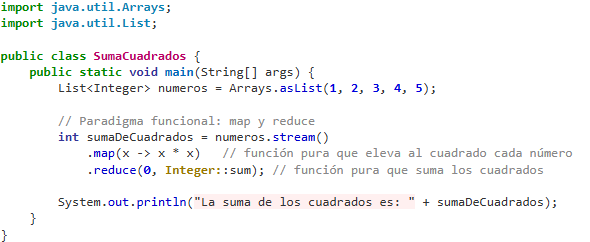 import java.util.Arrays;
import java.util.List;

public class SumaCuadrados {
    public static void main(String[] args) {
        List<Integer> numeros = Arrays.asList(1, 2, 3, 4, 5);

        // Paradigma funcional: map y reduce
        int sumaDeCuadrados = numeros.stream()
            .map(x -> x * x)   // función pura que eleva al cuadrado cada número
            .reduce(0, Integer::sum); // función pura que suma los cuadrados

        System.out.println("La suma de los cuadrados es: " + sumaDeCuadrados);
    }
}